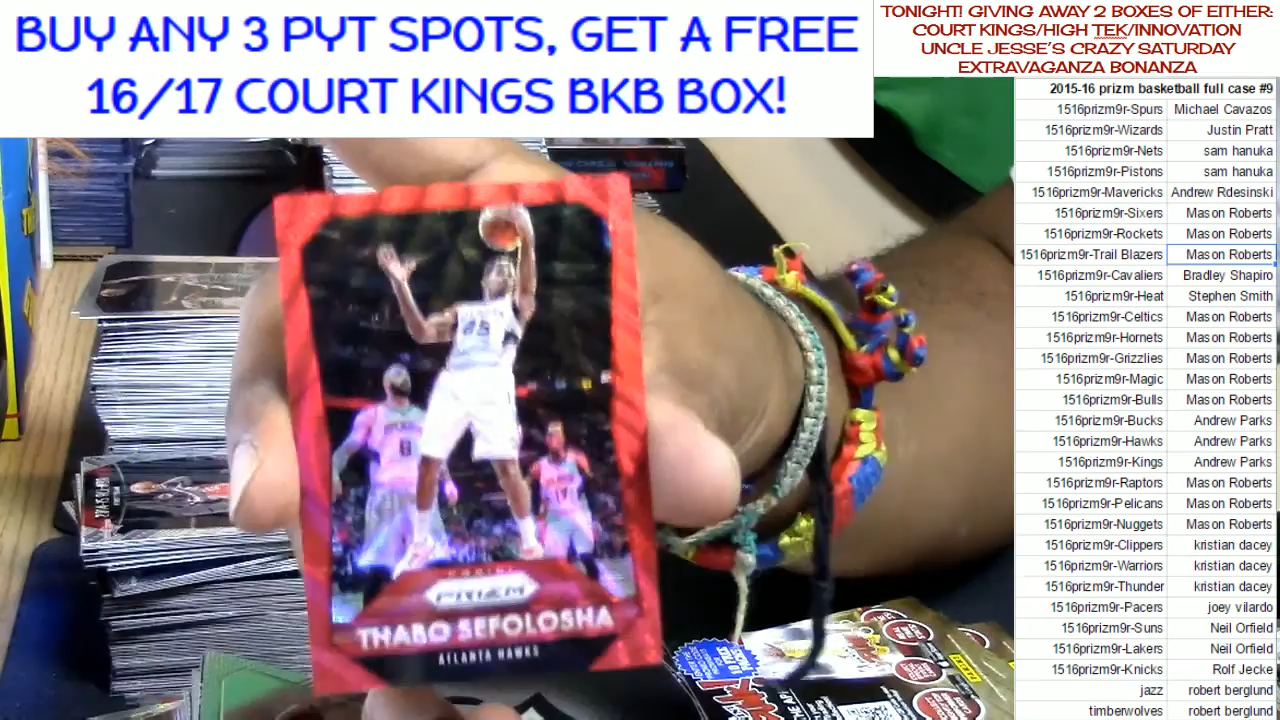 BUY ANY 3 PYT SPOTS, GET A FREE
16/17 COURT KINGS BKB BOX!
TONIGHT! GIVING AWAY 2 BOXES OF EITHER:
COURT KINGS/HIGH TEK/INNOVATION
UNCLE JESSE'S CRAZY SATURDAY
EXTRAVAGANZA BONANZA
2015-16 prizm basketball full case #9
1516prizm9r-Spurs Michael Cavazos
1516prizm9r-Wizards Justin Pratt
1516prizm9r-Nets sam hanuka
1516prizm9r-Pistons sam hanuka
1516prizm9r-Mavericks Andrew Rdesinski
1516prizm9r-Sixers Mason Roberts
1516prizm9r-Rockets Mason Roberts
1516prizm9r-Trail Blazers Mason Roberts
1516prizm9r-Cavaliers Bradley Shapiro
1516prizm9r-Heat Stephen Smith
1516prizm9r-Celtics Mason Roberts
1516prizm9r-Hornets Mason Roberts
1516prizm9r-Grizzlies Mason Roberts
1516prizm9r-Magic Mason Roberts
1516prizm9r-Bulls Mason Roberts
1516prizm9r-Bucks Andrew Parks
1516prizm9r-Hawks Andrew Parks
1516prizm9r-Kings Andrew Parks
1516prizm9r-Raptors Mason Roberts
1516prizm9r-Pelicans Mason Roberts
1516prizm9r-Nuggets Mason Roberts
1516prizm9r-Clippers kristian dacey
1516prizm9r-Warriors kristian dacey
1516prizm9r-Thunder kristian dacey
1516prizm9r-Pacers joey vilardo
1516prizm9r-Suns Neil Orfield
1516prizm9r-Lakers Neil Orfield
1516prizm9r-Knicks Rolf Jecke
jazz robert berglund
timberwolves robert berglund
PANINI
PRIZM
THABO SEFOLOSHA
ATLANTA HAWKS